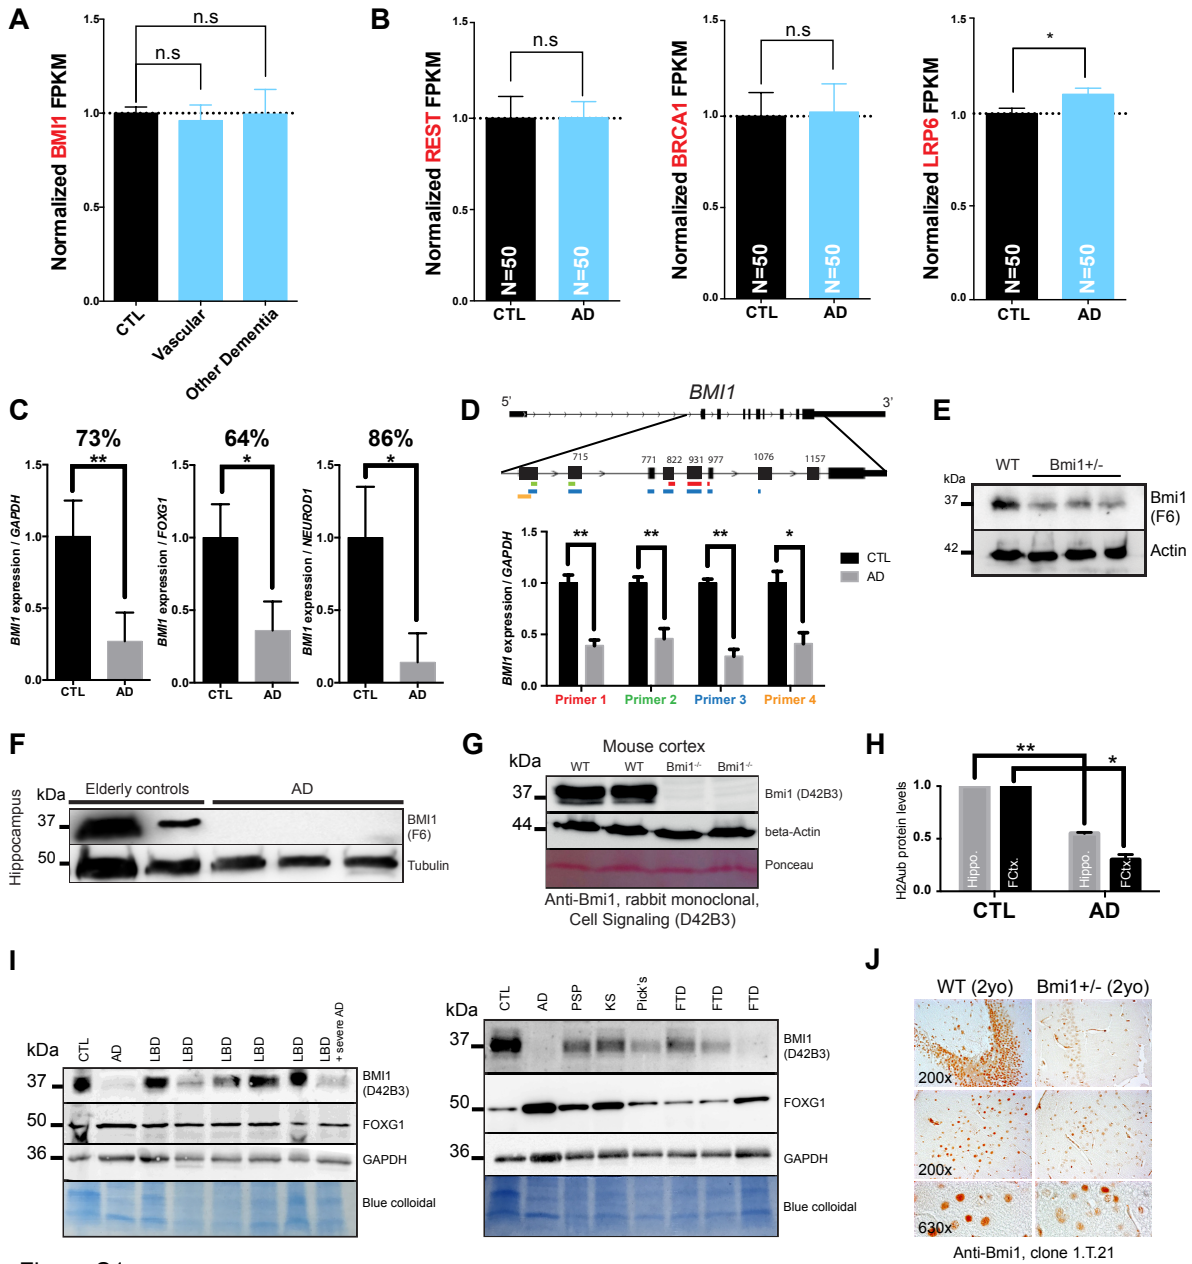 A
Normalized BMI1 FPKM
1.5
1.0
0.5
0.0
n.s
n.s
CTL
Vascular
Other Dementia
B
Normalized REST FPKM
1.5
1.0
0.5
0.0
n.s
N=50
N=50
CTL
AD
Normalized BRCA1 FPKM
1.5
1.0
0.5
0.0
n.s
N=50
N=50
CTL
AD
Normalized LRP6 FPKM
1.5
1.0
0.5
0.0
*
N=50
N=50
CTL
AD
C
73%
**
BMI1 expression / GAPDH
1.5
1.0
0.5
0.0
CTL
AD
64%
*
BMI1 expression / FOXG1
1.5
1.0
0.5
0.0
CTL
AD
86%
*
BMI1 expression / NEUROD1
1.5
1.0
0.5
0.0
CTL
AD
D
BMI1
5'
3'
715
771
822
931
977
1076
1157
BMI1 expression / GAPDH
1.5
1.0
0.5
0.0
**
**
**
*
CTL
AD
Primer 1
Primer 2
Primer 3
Primer 4
E
WT
Bmi1+/-
kDa
37
42
Bmi1
(F6)
Actin
F
Hippocampus
kDa
Elderly controls
AD
37
50
BMI1
(F6)
Tubulin
G
Mouse cortex
kDa
WT
WT
Bmi1-/-
Bmi1-/-
37
44
Bmi1 (D42B3)
beta-Actin
Ponceau
Anti-Bmi1, rabbit monoclonal,
Cell Signaling (D42B3)
H
H2Aub protein levels
1.0
0.5
0.0
**
*
Hippo.
FCtx.
Hippo.
FCtx.
CTL
AD
I
kDa
CTL
AD
LBD
LBD
LBD
LBD
LBD
LBD
+ severe AD
37
50
36
BMI1
(D42B3)
FOXG1
GAPDH
Blue colloidal
kDa
CTL
AD
PSP
KS
Pick's
FTD
FTD
FTD
37
50
36
BMI1
(D42B3)
FOXG1
GAPDH
Blue colloidal
J
WT (2yo)
Bmi1+/- (2yo)
200x
200x
630x
Anti-Bmi1, clone 1.T.21